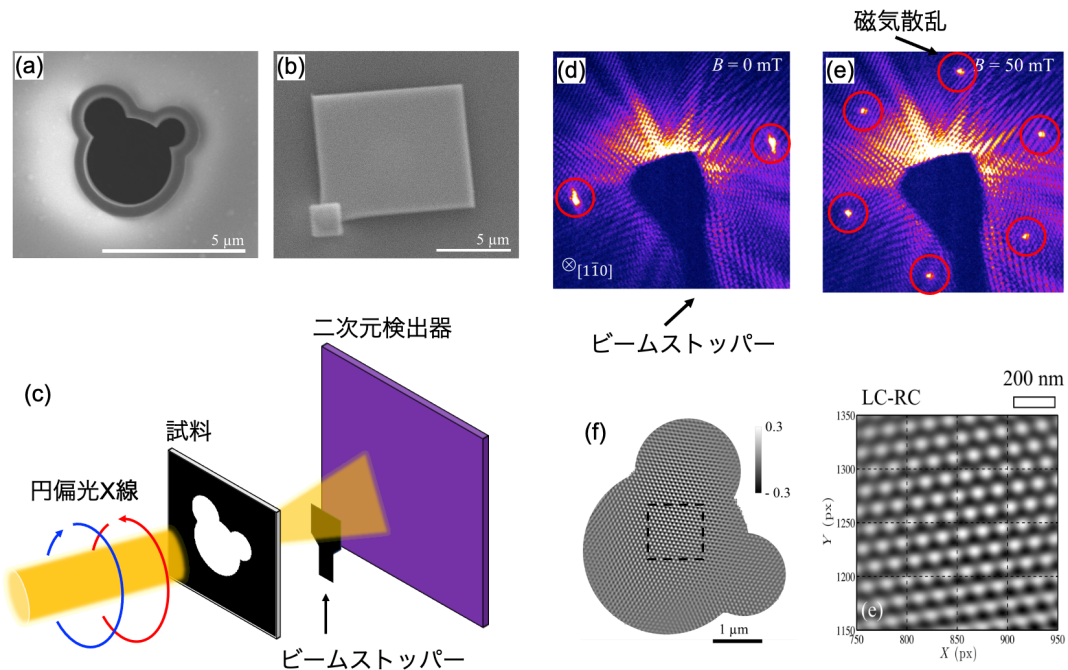 磁気散乱
(a)
5 μm
(b)
5 μm
(d)
B = 0 mT
⊗[11̄0]
(e)
B = 50 mT
ビームストッパー
二次元検出器
(c)
試料
円偏光X線
ビームストッパー
(f)
0.3
- 0.3
1 μm
200 nm
LC-RC
1350
1300
1250
1200
1150
Y (px)
(e)
750
800
850
900
950
X (px)